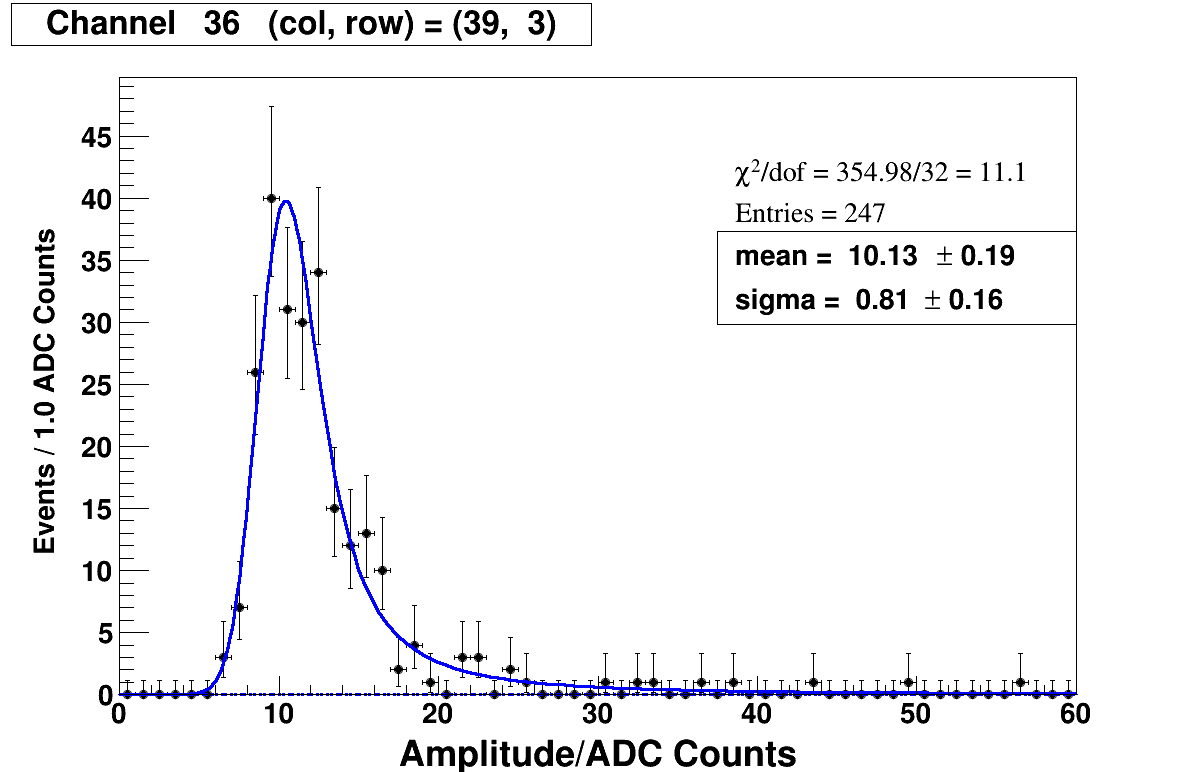 Channel 36 (col, row) = (39, 3)
χ²/dof = 354.98/32 = 11.1
Entries = 247
mean = 10.13 ± 0.19
sigma = 0.81 ± 0.16
Events / 1.0 ADC Counts
45
40
35
30
25
20
15
10
5
0
0 10 20 30 40 50 60
Amplitude/ADC Counts